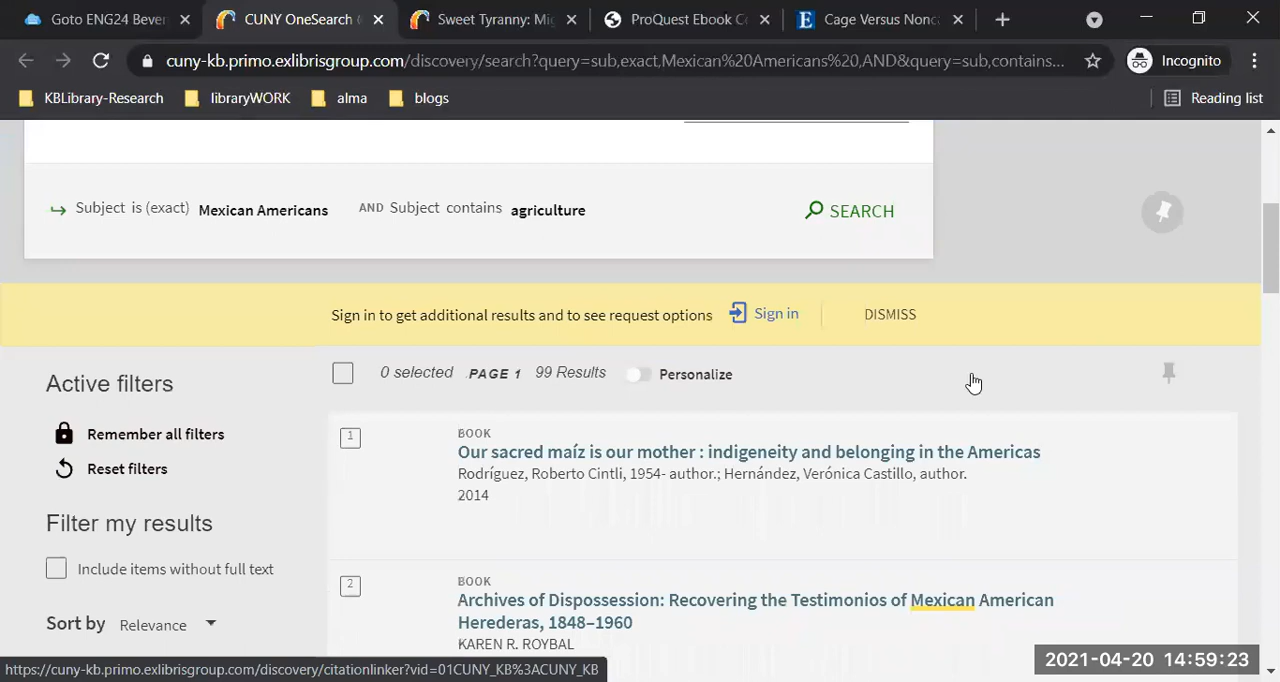 Goto ENG24 Bever
CUNY OneSearch
Sweet Tyranny: Mig
ProQuest Ebook Ce
Cage Versus Nonca
cuny-kb.primo.exlibrisgroup.com/discovery/search?query=sub,exact,Mexican%20Americans%20,AND&query=sub,contains...
Incognito
KBLibrary-Research
libraryWORK
alma
blogs
Reading list
Subject is (exact) Mexican Americans AND Subject contains agriculture
SEARCH
Sign in to get additional results and to see request options Sign in DISMISS
Active filters
0 selected PAGE 1 99 Results Personalize
Remember all filters
Reset filters
Filter my results
Include items without full text
Sort by Relevance
1
BOOK
Our sacred maíz is our mother : indigeneity and belonging in the Americas
Rodríguez, Roberto Cintli, 1954- author.; Hernández, Verónica Castillo, author.
2014
2
BOOK
Archives of Dispossession: Recovering the Testimonios of Mexican American
Herederas, 1848–1960
KAREN R. ROYBAL
https://cuny-kb.primo.exlibrisgroup.com/discovery/citationlinker?vid=01CUNY_KB%3ACUNY_KB
2021-04-20 14:59:23